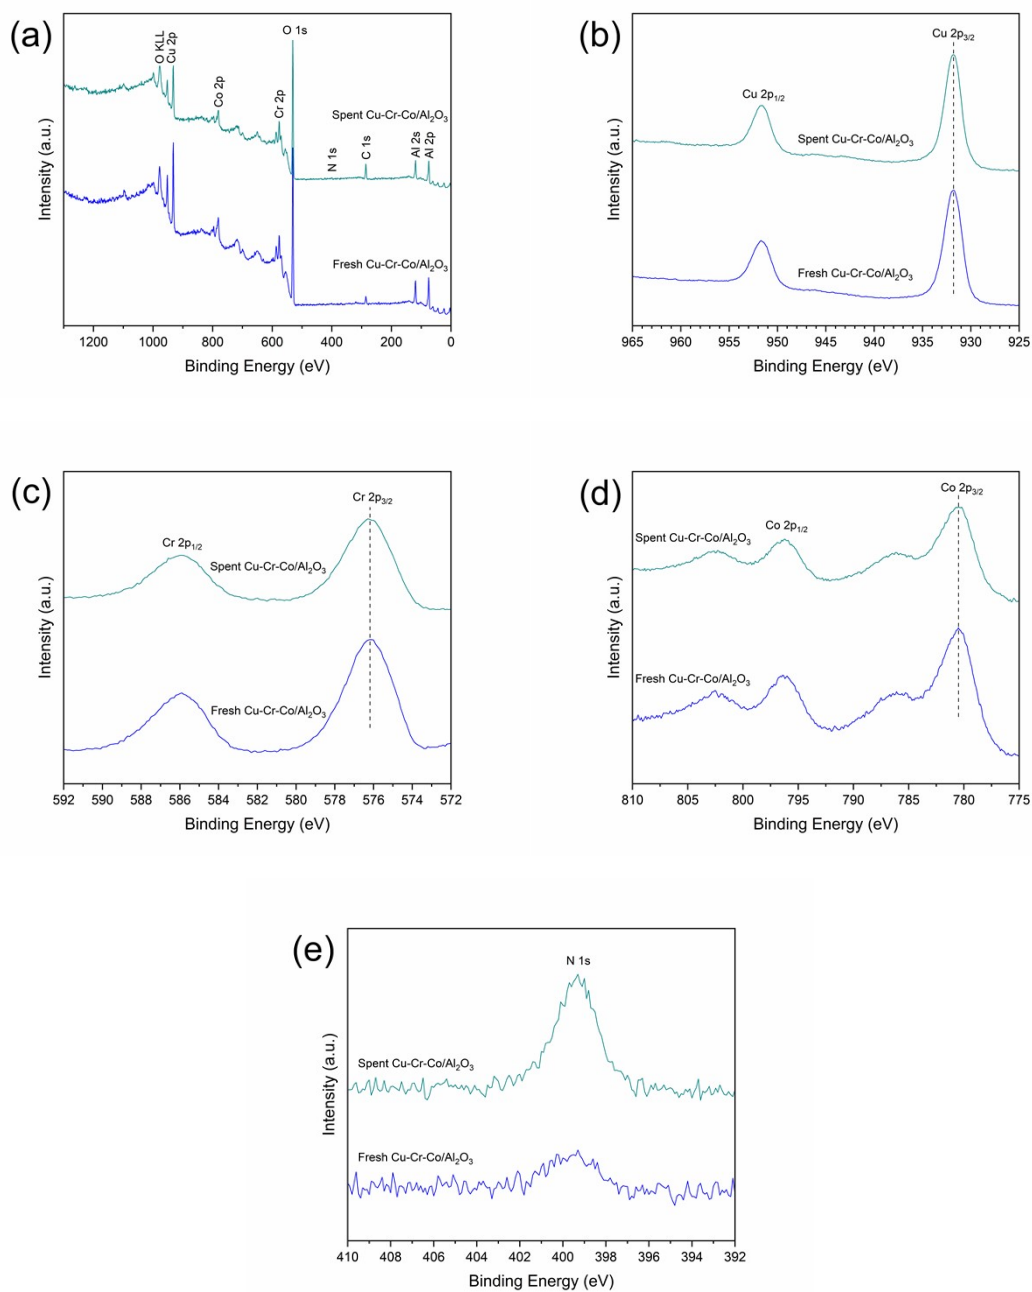 (a)
O KLL
Cu 2p
Co 2p
Cr 2p
O 1s
N 1s
C 1s
Al 2s
Al 2p
Spent Cu-Cr-Co/Al₂O₃
Fresh Cu-Cr-Co/Al₂O₃
Intensity (a.u.)
1200 1000 800 600 400 200 0
Binding Energy (eV)
(b)
Cu 2p₃/₂
Cu 2p₁/₂
Spent Cu-Cr-Co/Al₂O₃
Fresh Cu-Cr-Co/Al₂O₃
Intensity (a.u.)
965 960 955 950 945 940 935 930 925
Binding Energy (eV)
(c)
Cr 2p₃/₂
Cr 2p₁/₂
Spent Cu-Cr-Co/Al₂O₃
Fresh Cu-Cr-Co/Al₂O₃
Intensity (a.u.)
592 590 588 586 584 582 580 578 576 574 572
Binding Energy (eV)
(d)
Co 2p₃/₂
Co 2p₁/₂
Spent Cu-Cr-Co/Al₂O₃
Fresh Cu-Cr-Co/Al₂O₃
Intensity (a.u.)
810 805 800 795 790 785 780 775
Binding Energy (eV)
(e)
N 1s
Spent Cu-Cr-Co/Al₂O₃
Fresh Cu-Cr-Co/Al₂O₃
Intensity (a.u.)
410 408 406 404 402 400 398 396 394 392
Binding Energy (eV)